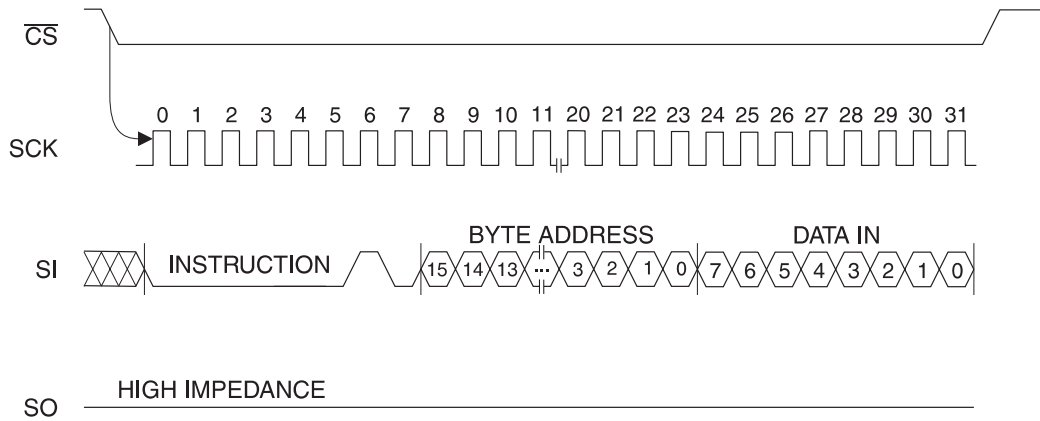 CS
0 1 2 3 4 5 6 7 8 9 10 11 20 21 22 23 24 25 26 27 28 29 30 31
SCK
BYTE ADDRESS DATA IN
SI INSTRUCTION 15 14 13 ... 3 2 1 0 7 6 5 4 3 2 1 0
HIGH IMPEDANCE
SO